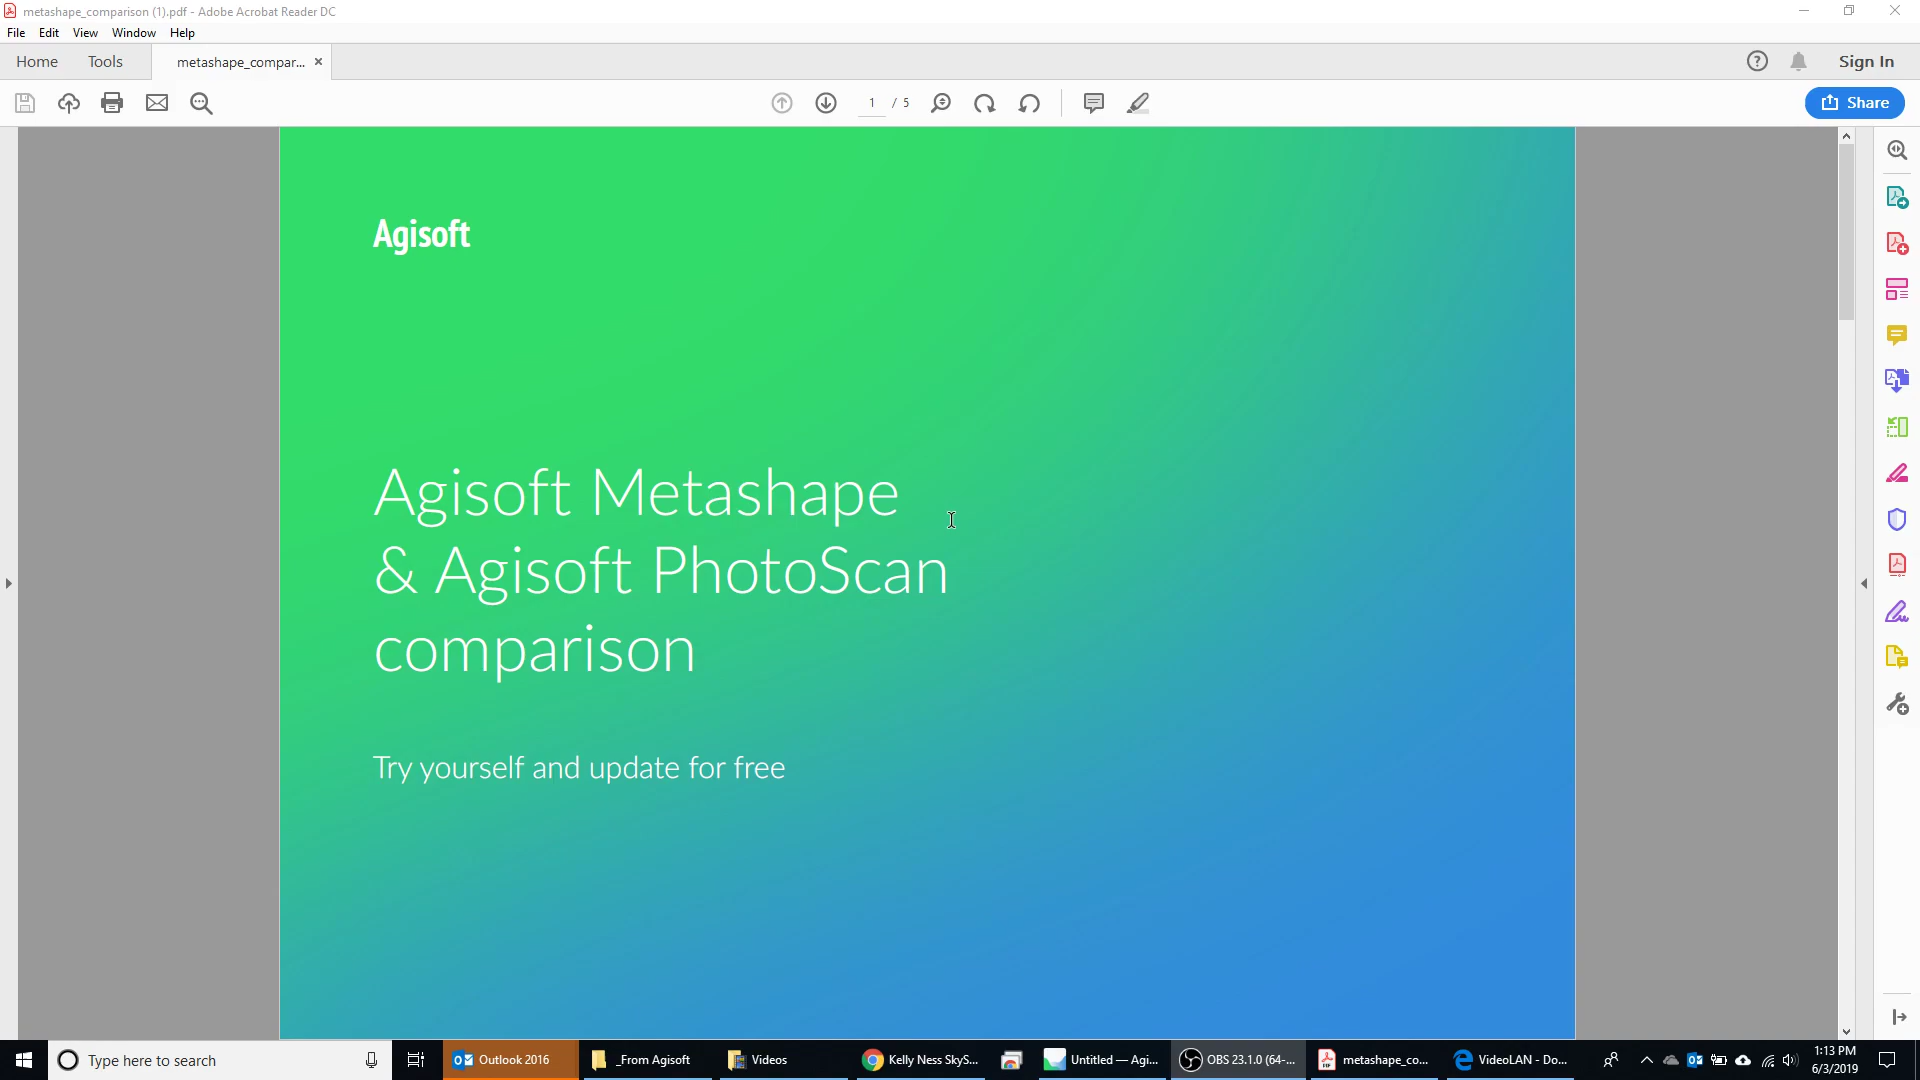 metashape_comparison (1).pdf - Adobe Acrobat Reader DC
File Edit View Window Help
Home Tools metashape_compar... ×
Sign In
1 / 5
Share
Agisoft
Agisoft Metashape
& Agisoft PhotoScan
comparison
Try yourself and update for free
Type here to search
Outlook 2016
_From Agisoft
Videos
Kelly Ness SkyS...
Untitled — Agi...
OBS 23.1.0 (64-...
metashape_co...
VideoLAN - Do...
1:13 PM
6/3/2019